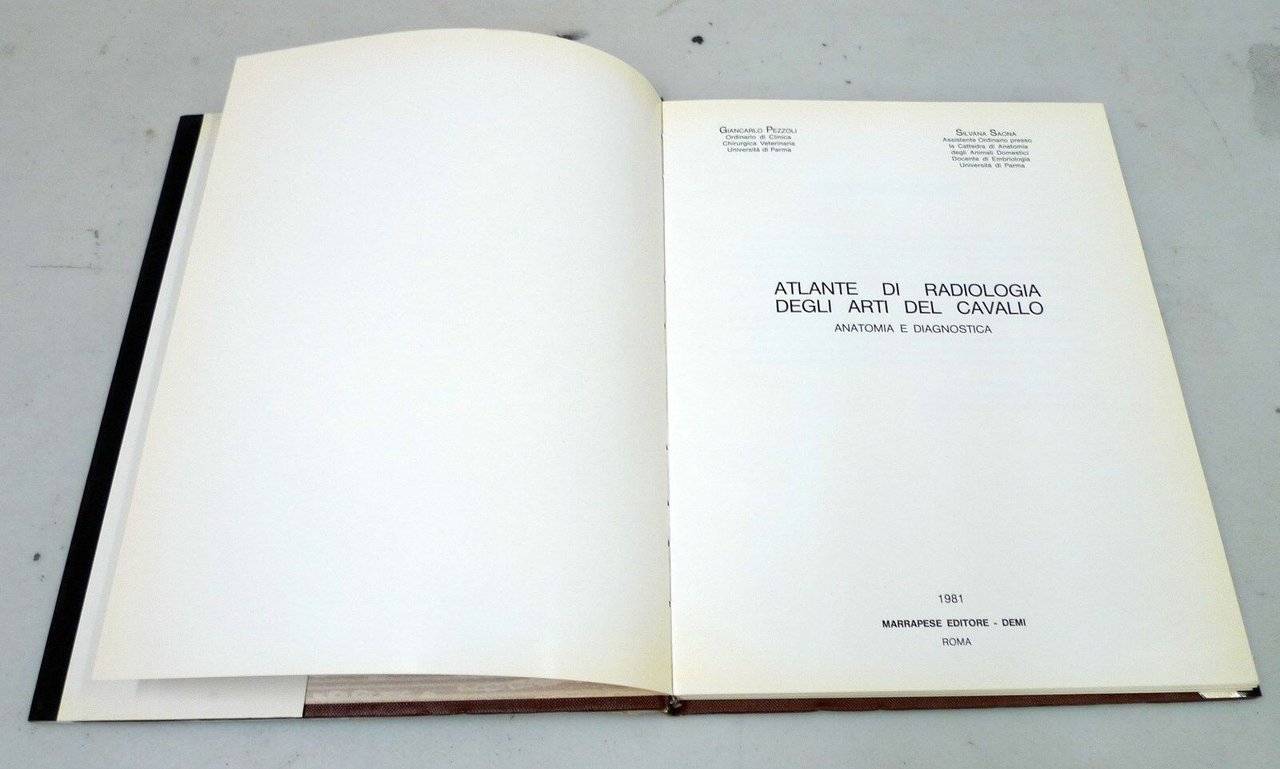 GIANCARLO PEZZOLI
Ordinario di Clinica
Chirurgica Veterinaria
Università di Parma
SILVANA SAONA
Assistente Ordinario presso
la Cattedra di Anatomia
degli Animali Domestici
Docente di Embriologia
Università di Parma
ATLANTE DI RADIOLOGIA
DEGLI ARTI DEL CAVALLO
ANATOMIA E DIAGNOSTICA
1981
MARRAPESE EDITORE - DEMI
ROMA